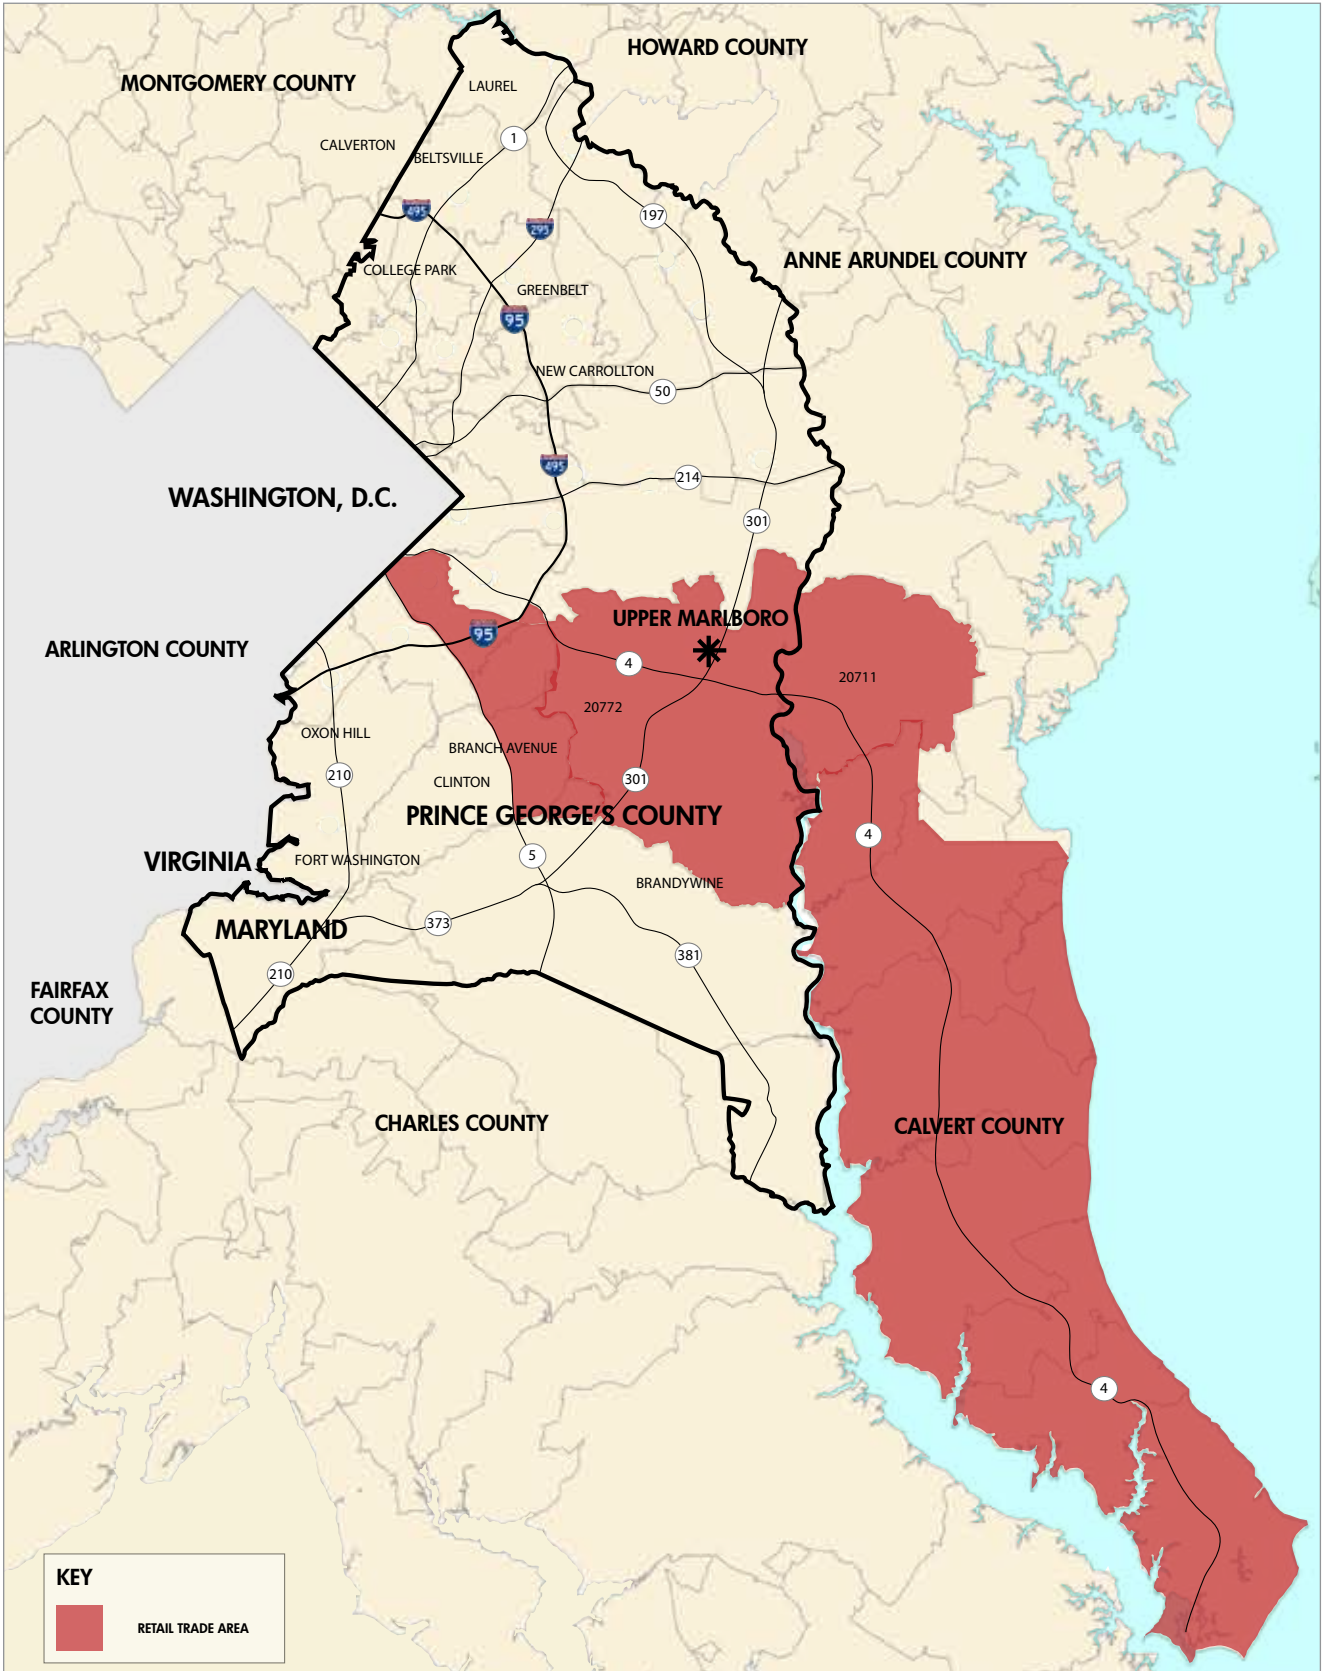 HOWARD COUNTY
MONTGOMERY COUNTY
LAUREL
1
CALVERTON
BELTSVILLE
495
197
295
ANNE ARUNDEL COUNTY
COLLEGE PARK
GREENBELT
95
NEW CARROLLTON
50
495
214
WASHINGTON, D.C.
301
UPPER MARLBORO
95
ARLINGTON COUNTY
4
20711
20772
OXON HILL
BRANCH AVENUE
210
301
CLINTON
PRINCE GEORGE'S COUNTY
4
5
VIRGINIA
FORT WASHINGTON
BRANDYWINE
373
MARYLAND
381
210
FAIRFAX
COUNTY
CHARLES COUNTY
CALVERT COUNTY
4
KEY
RETAIL TRADE AREA